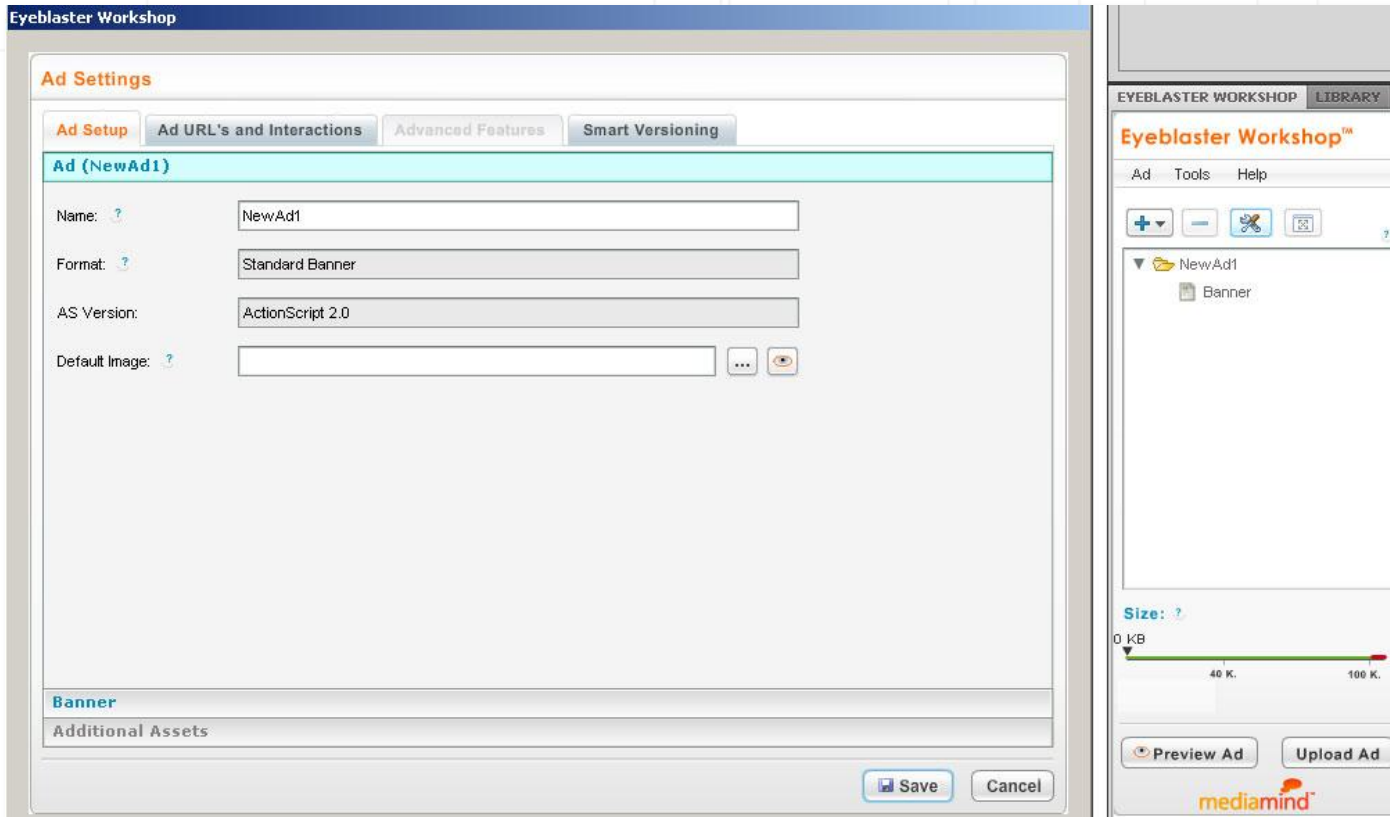 Eyeblaster Workshop
Ad Settings
Ad Setup Ad URL's and Interactions Advanced Features Smart Versioning
Ad (NewAd1)
Name: ? NewAd1
Format: ? Standard Banner
AS Version: ActionScript 2.0
Default Image: ? ...
Banner
Additional Assets
Save Cancel
EYEBLASTER WORKSHOP LIBRARY
Eyeblaster Workshop™
Ad Tools Help
?
NewAd1
Banner
Size: ?
0 KB
40 K. 100 K.
Preview Ad Upload Ad
mediamind™